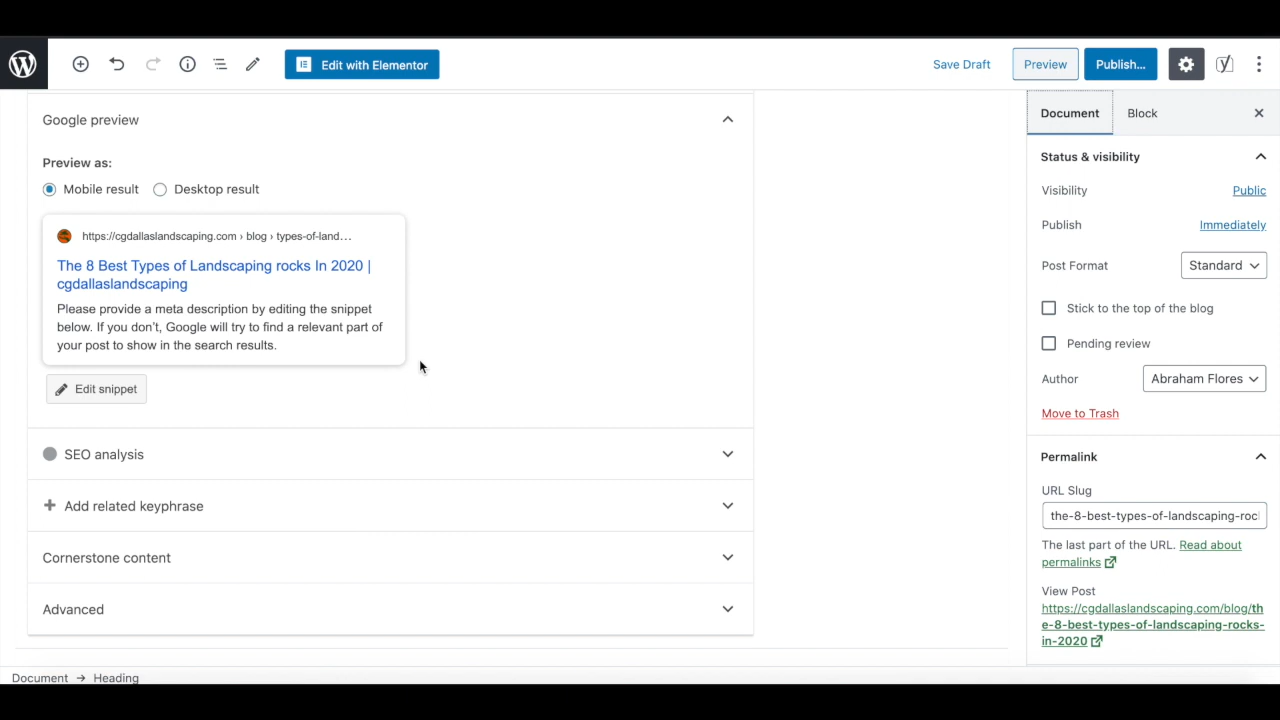 Edit with Elementor
Save Draft
Preview
Publish...
Google preview
Preview as:
Mobile result
Desktop result
https://cgdallaslandscaping.com › blog › types-of-land...
The 8 Best Types of Landscaping rocks In 2020 |
cgdallaslandscaping
Please provide a meta description by editing the snippet
below. If you don't, Google will try to find a relevant part of
your post to show in the search results.
Edit snippet
SEO analysis
Add related keyphrase
Cornerstone content
Advanced
Document → Heading
Document
Block
Status & visibility
Visibility
Public
Publish
Immediately
Post Format
Standard
Stick to the top of the blog
Pending review
Author
Abraham Flores
Move to Trash
Permalink
URL Slug
the-8-best-types-of-landscaping-roc
The last part of the URL. Read about
permalinks
View Post
https://cgdallaslandscaping.com/blog/th
e-8-best-types-of-landscaping-rocks-
in-2020